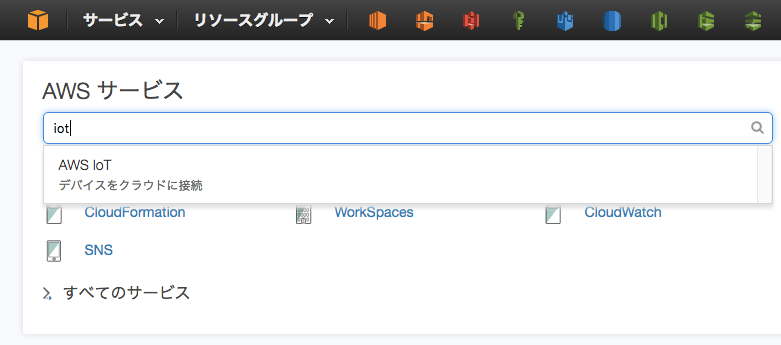 サービス リソースグループ
AWS サービス
iot
AWS IoT
デバイスをクラウドに接続
CloudFormation WorkSpaces CloudWatch
SNS
すべてのサービス